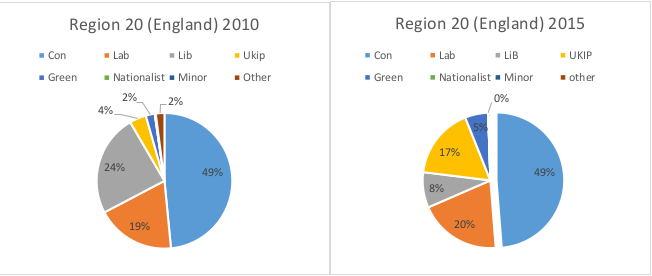 Region 20 (England) 2010
Con Lab Lib Ukip
Green Nationalist Minor Other
2%
2%
4%
24%
49%
19%
Region 20 (England) 2015
Con Lab LiB UKIP
Green Nationalist Minor other
0%
5%
17%
49%
8%
20%